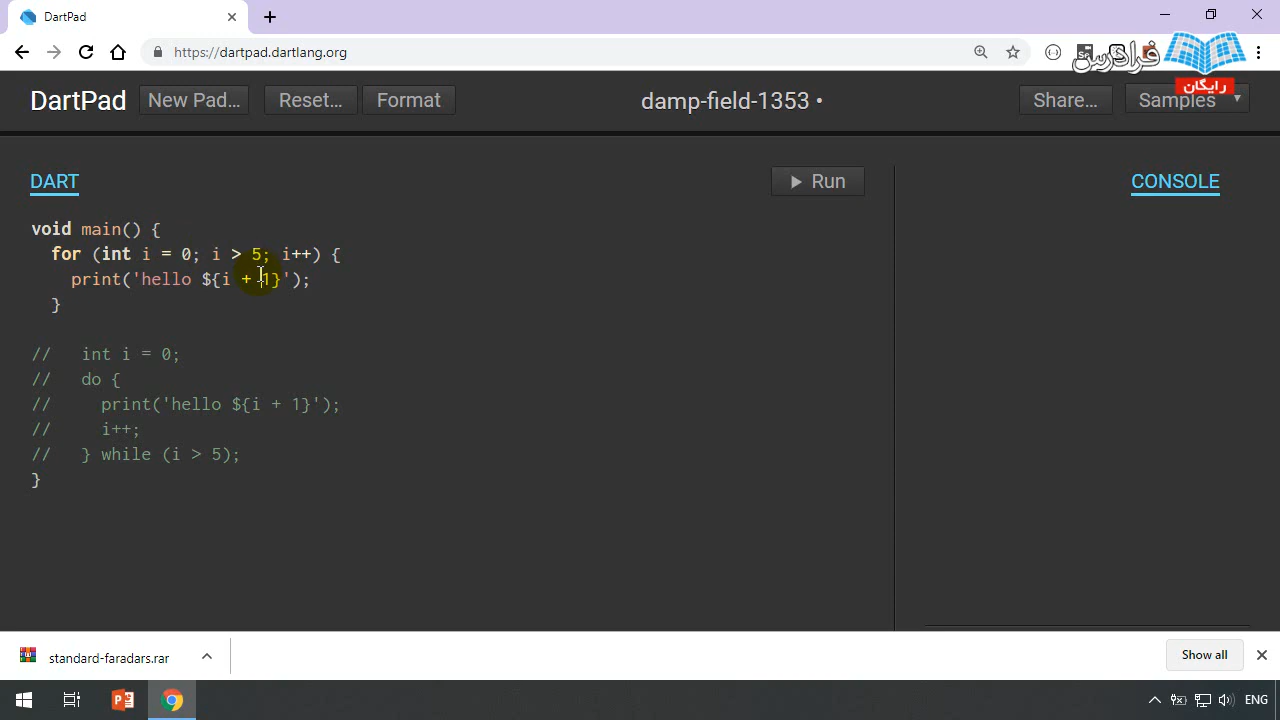 DartPad
https://dartpad.dartlang.org
فرادرس
رایگان
DartPad
New Pad...
Reset...
Format
damp-field-1353 •
Share...
Samples
DART
Run
CONSOLE
void main() {
for (int i = 0; i > 5; i++) {
print('hello ${i + 1}');
}
// int i = 0;
// do {
// print('hello ${i + 1}');
// i++;
// } while (i > 5);
}
standard-faradars.rar
Show all
ENG